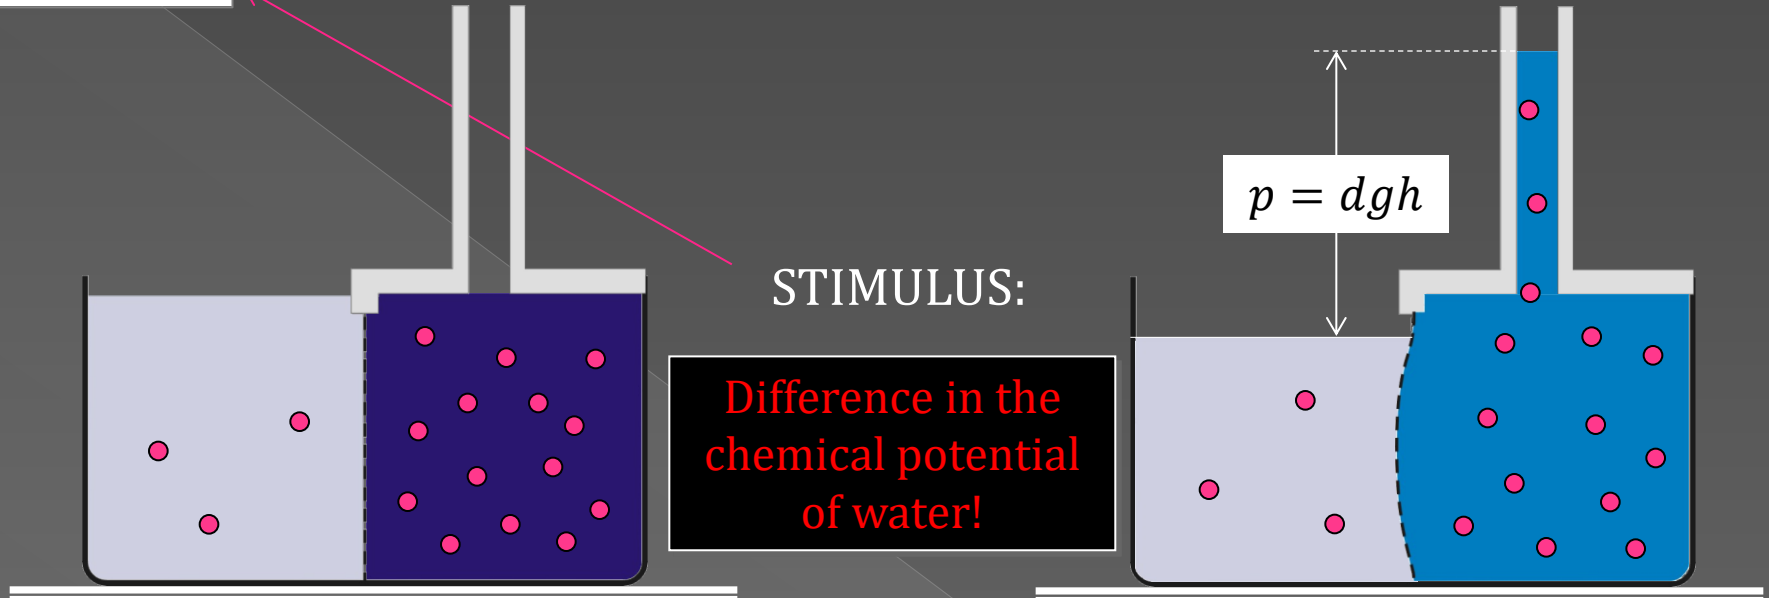 p = dgh
STIMULUS:
Difference in the
chemical potential
of water!